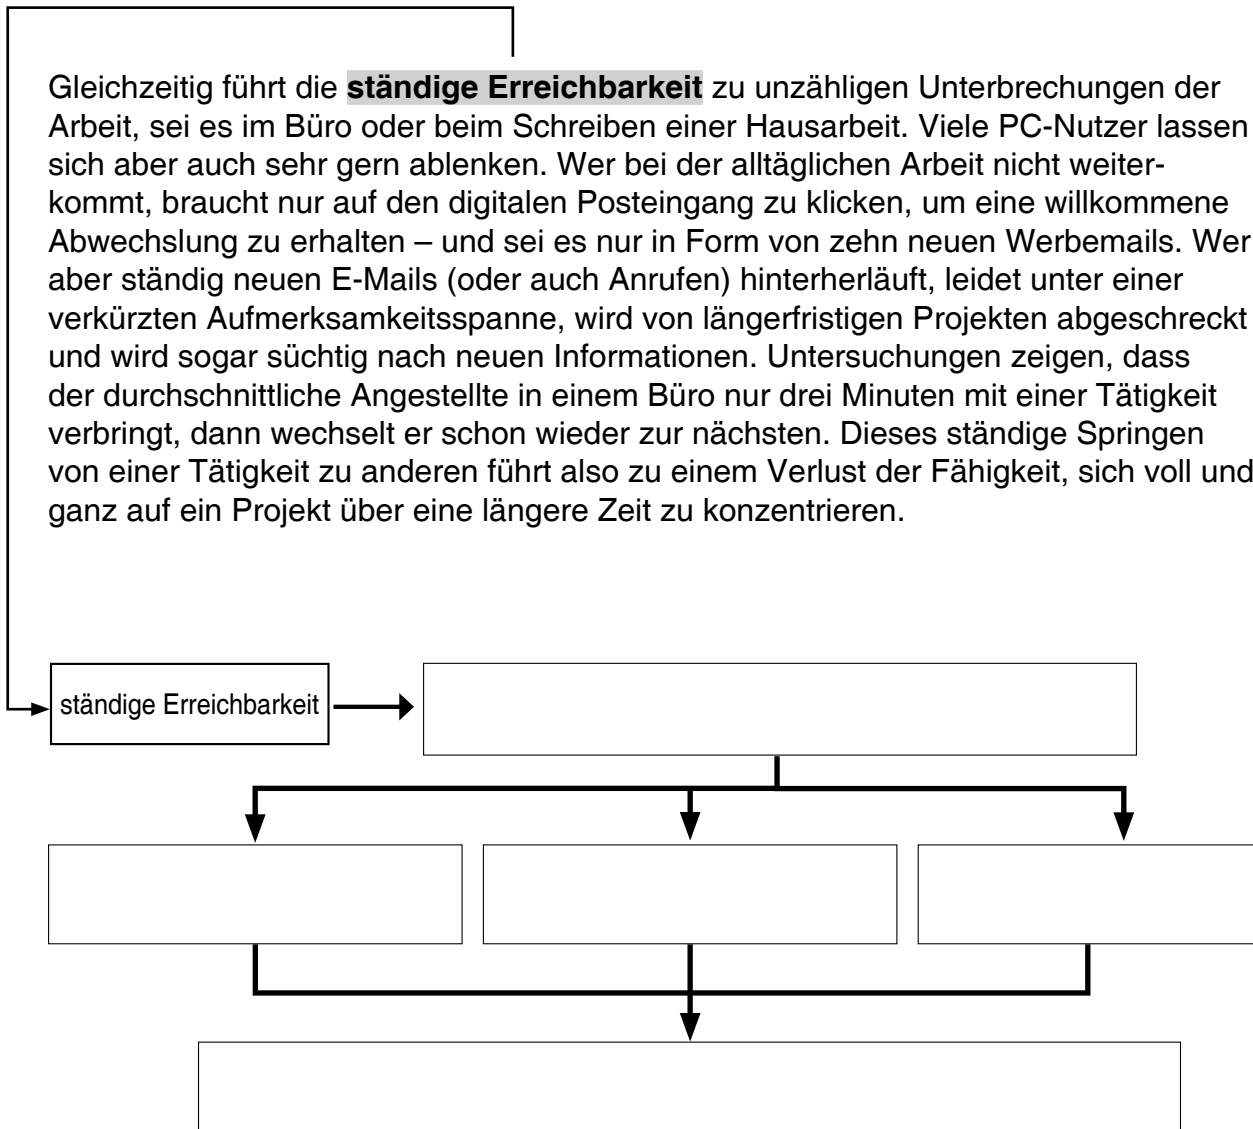 Gleichzeitig führt die ständige Erreichbarkeit zu unzähligen Unterbrechungen der
Arbeit, sei es im Büro oder beim Schreiben einer Hausarbeit. Viele PC-Nutzer lassen
sich aber auch sehr gern ablenken. Wer bei der alltäglichen Arbeit nicht weiter-
kommt, braucht nur auf den digitalen Posteingang zu klicken, um eine willkommene
Abwechslung zu erhalten – und sei es nur in Form von zehn neuen Werbemails. Wer
aber ständig neuen E-Mails (oder auch Anrufen) hinterherläuft, leidet unter einer
verkürzten Aufmerksamkeitsspanne, wird von längerfristigen Projekten abgeschreckt
und wird sogar süchtig nach neuen Informationen. Untersuchungen zeigen, dass
der durchschnittliche Angestellte in einem Büro nur drei Minuten mit einer Tätigkeit
verbringt, dann wechselt er schon wieder zur nächsten. Dieses ständige Springen
von einer Tätigkeit zu anderen führt also zu einem Verlust der Fähigkeit, sich voll und
ganz auf ein Projekt über eine längere Zeit zu konzentrieren.
ständige Erreichbarkeit